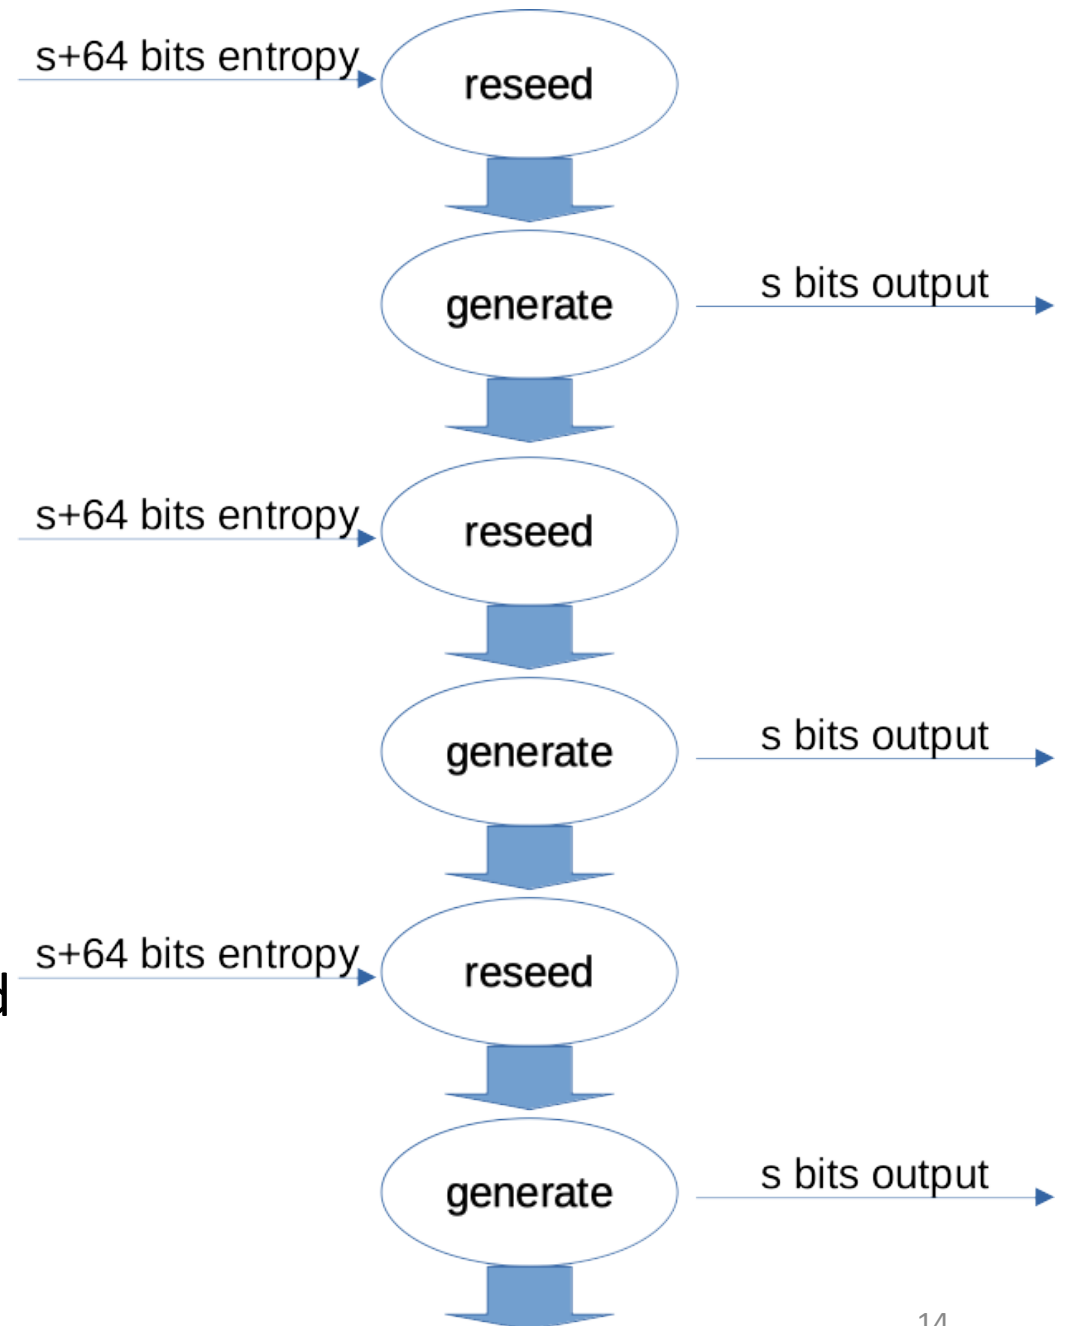 s+64 bits entropy
reseed
generate
s bits output
s+64 bits entropy
reseed
generate
s bits output
s+64 bits entropy
reseed
generate
s bits output